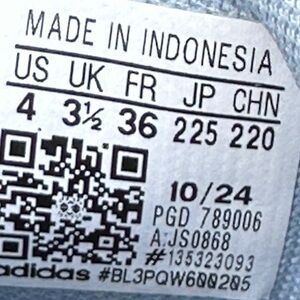 MADE IN INDONESIA
US UK FR JP CHN
4 3½ 36 225 220
10/24
PGD 789006
A:JS0868
#135323093
adidas #BL3PQW600205